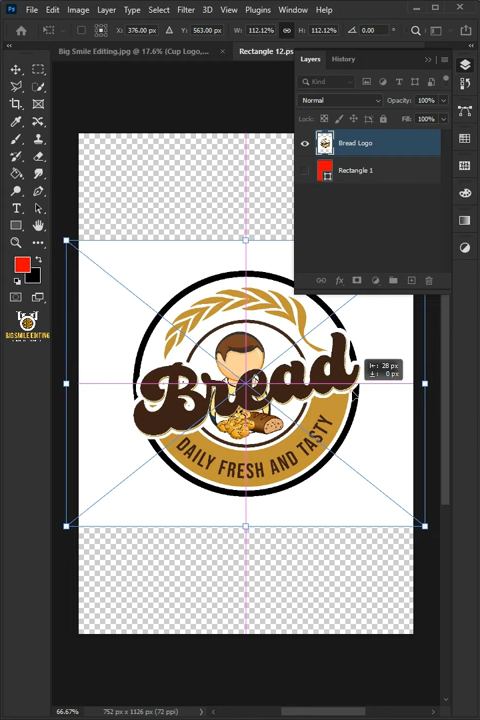 Ps File Edit Image Layer Type Select Filter 3D View Plugins Window Help
X: 376.00 px Y: 563.00 px W: 112.12% H: 112.12% 0.00
Big Smile Editing.jpg @ 17.6% (Cup Logo, ... × Rectangle 12.ps
Layers History
Kind
Normal Opacity: 100%
Lock: Fill: 100%
Bread Logo
Rectangle 1
fx
T
BIG SMILE EDITING
Bread
DAILY FRESH AND TASTY
28 px
0 px
66.67% 752 px x 1126 px (72 ppi)